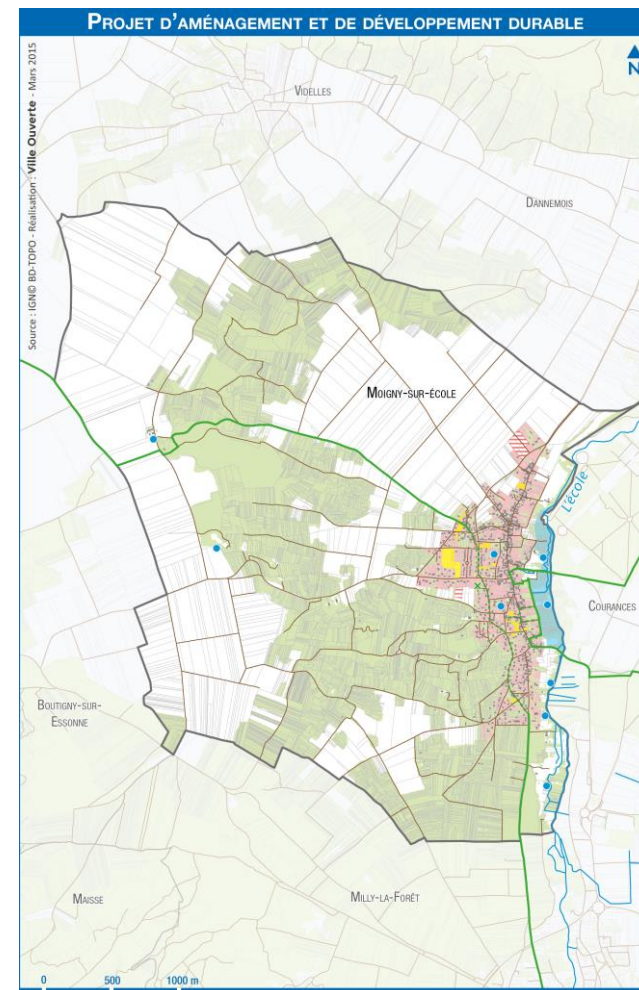 PROJET D'AMÉNAGEMENT ET DE DÉVELOPPEMENT DURABLE
N
Source : IGN© BD-TOPO - Réalisation : Ville Ouverte - Mars 2015
VIDELLES
DANNEMOIS
MOIGNY-SUR-ÉCOLE
L'école
COURANCES
BOUTIGNY-SUR-
ESSONNE
MAISSE
MILLY-LA-FORÊT
0 500 1000 m